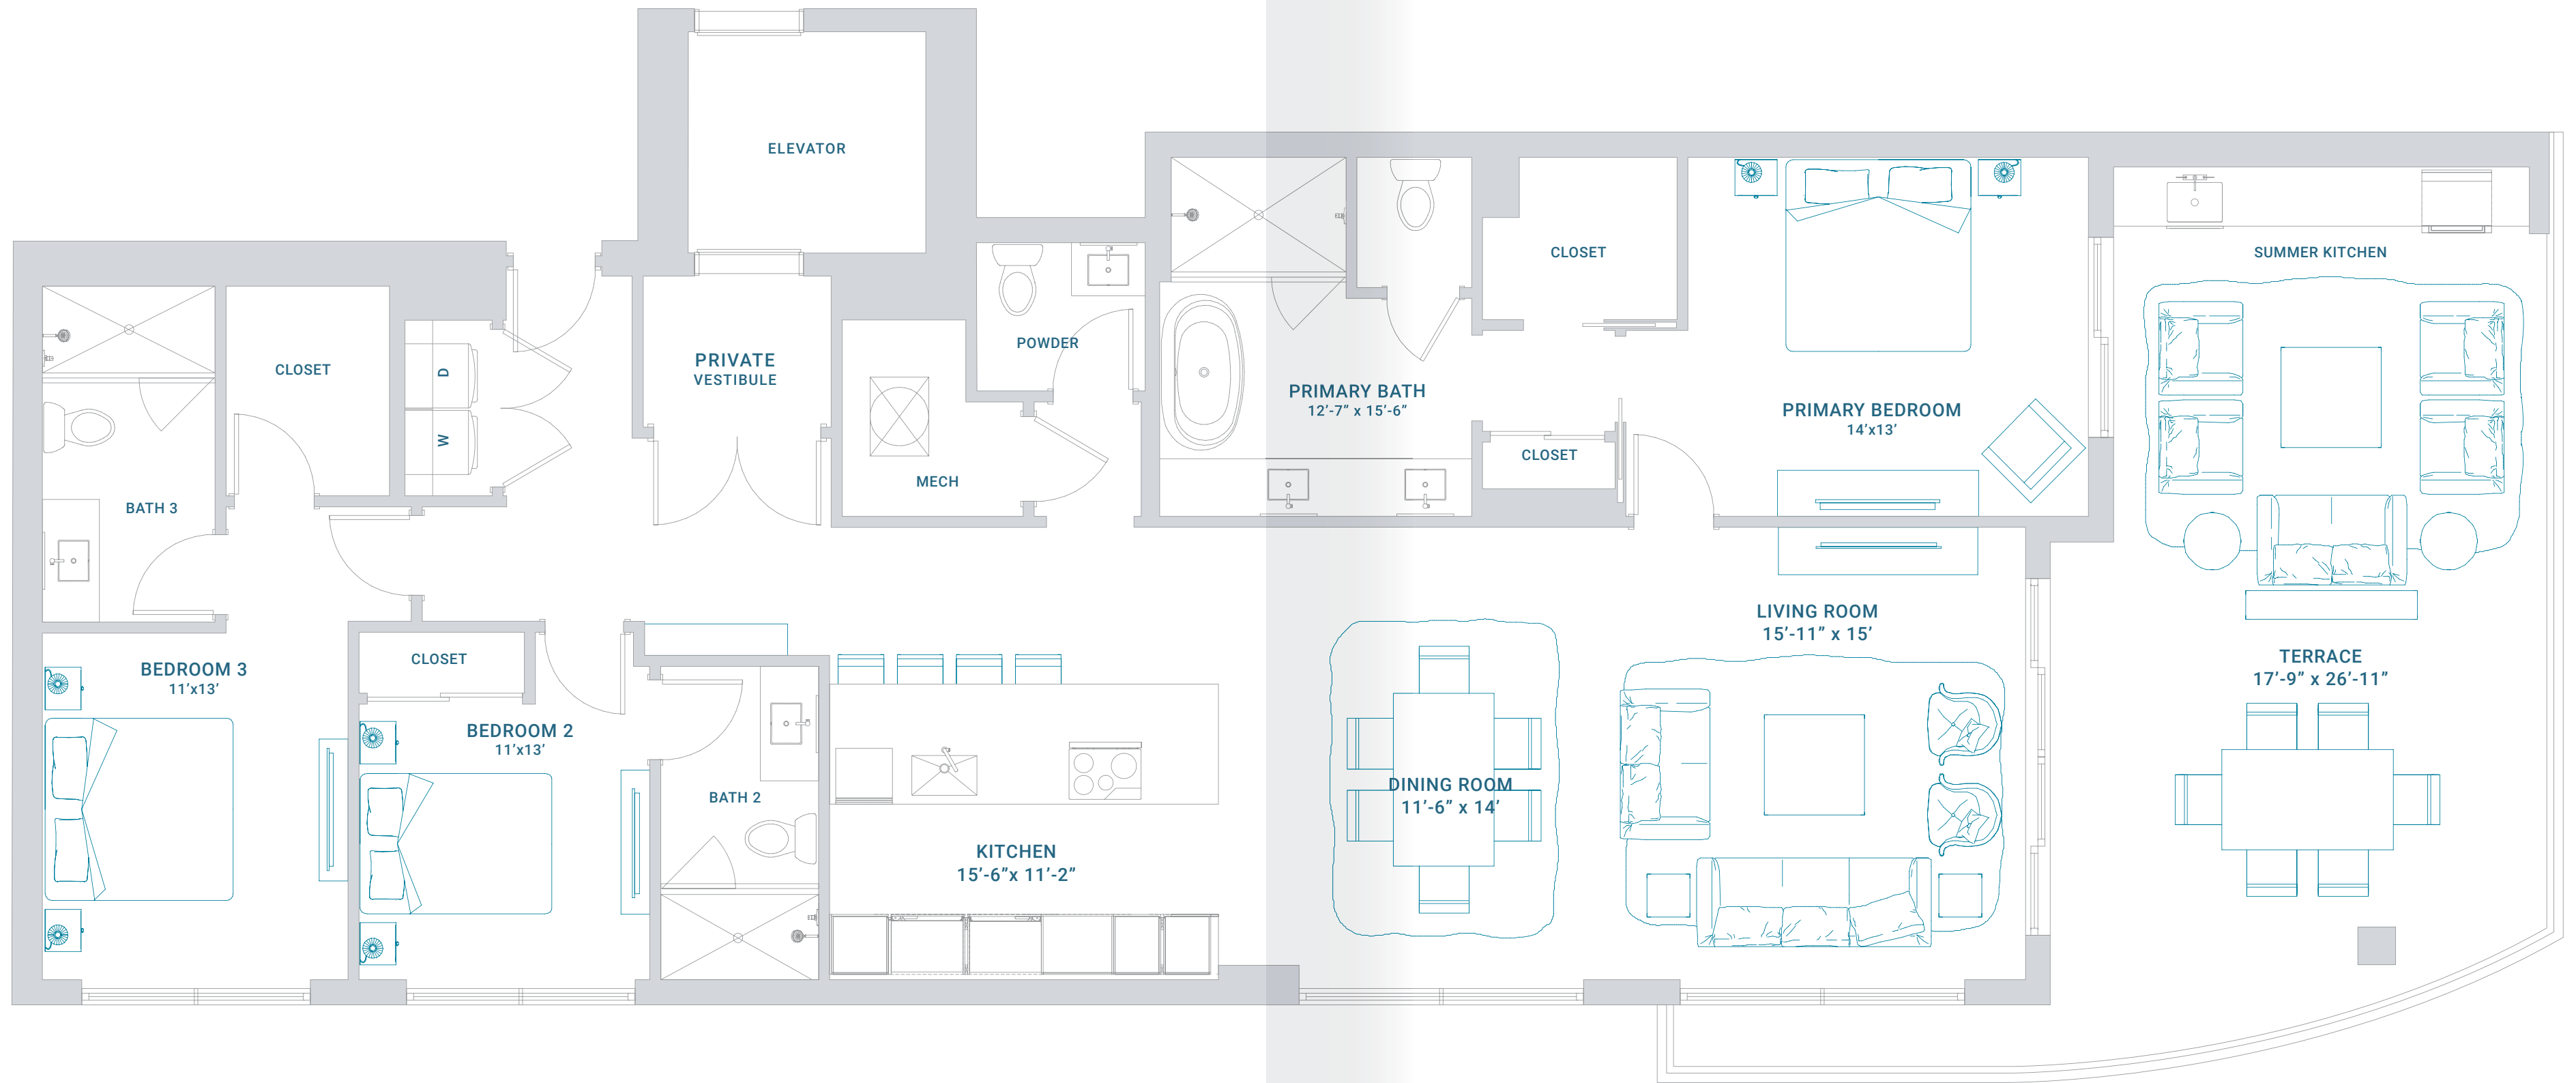 ELEVATOR
PRIVATE
VESTIBULE
POWDER
MECH
CLOSET
D
W
BATH 3
BEDROOM 3
11’x13’
CLOSET
BEDROOM 2
11’x13’
BATH 2
KITCHEN
15’-6”x 11’-2”
PRIMARY BATH
12’-7” x 15’-6”
CLOSET
CLOSET
PRIMARY BEDROOM
14’x13’
DINING ROOM
11’-6” x 14’
LIVING ROOM
15’-11” x 15’
SUMMER KITCHEN
TERRACE
17’-9” x 26’-11”